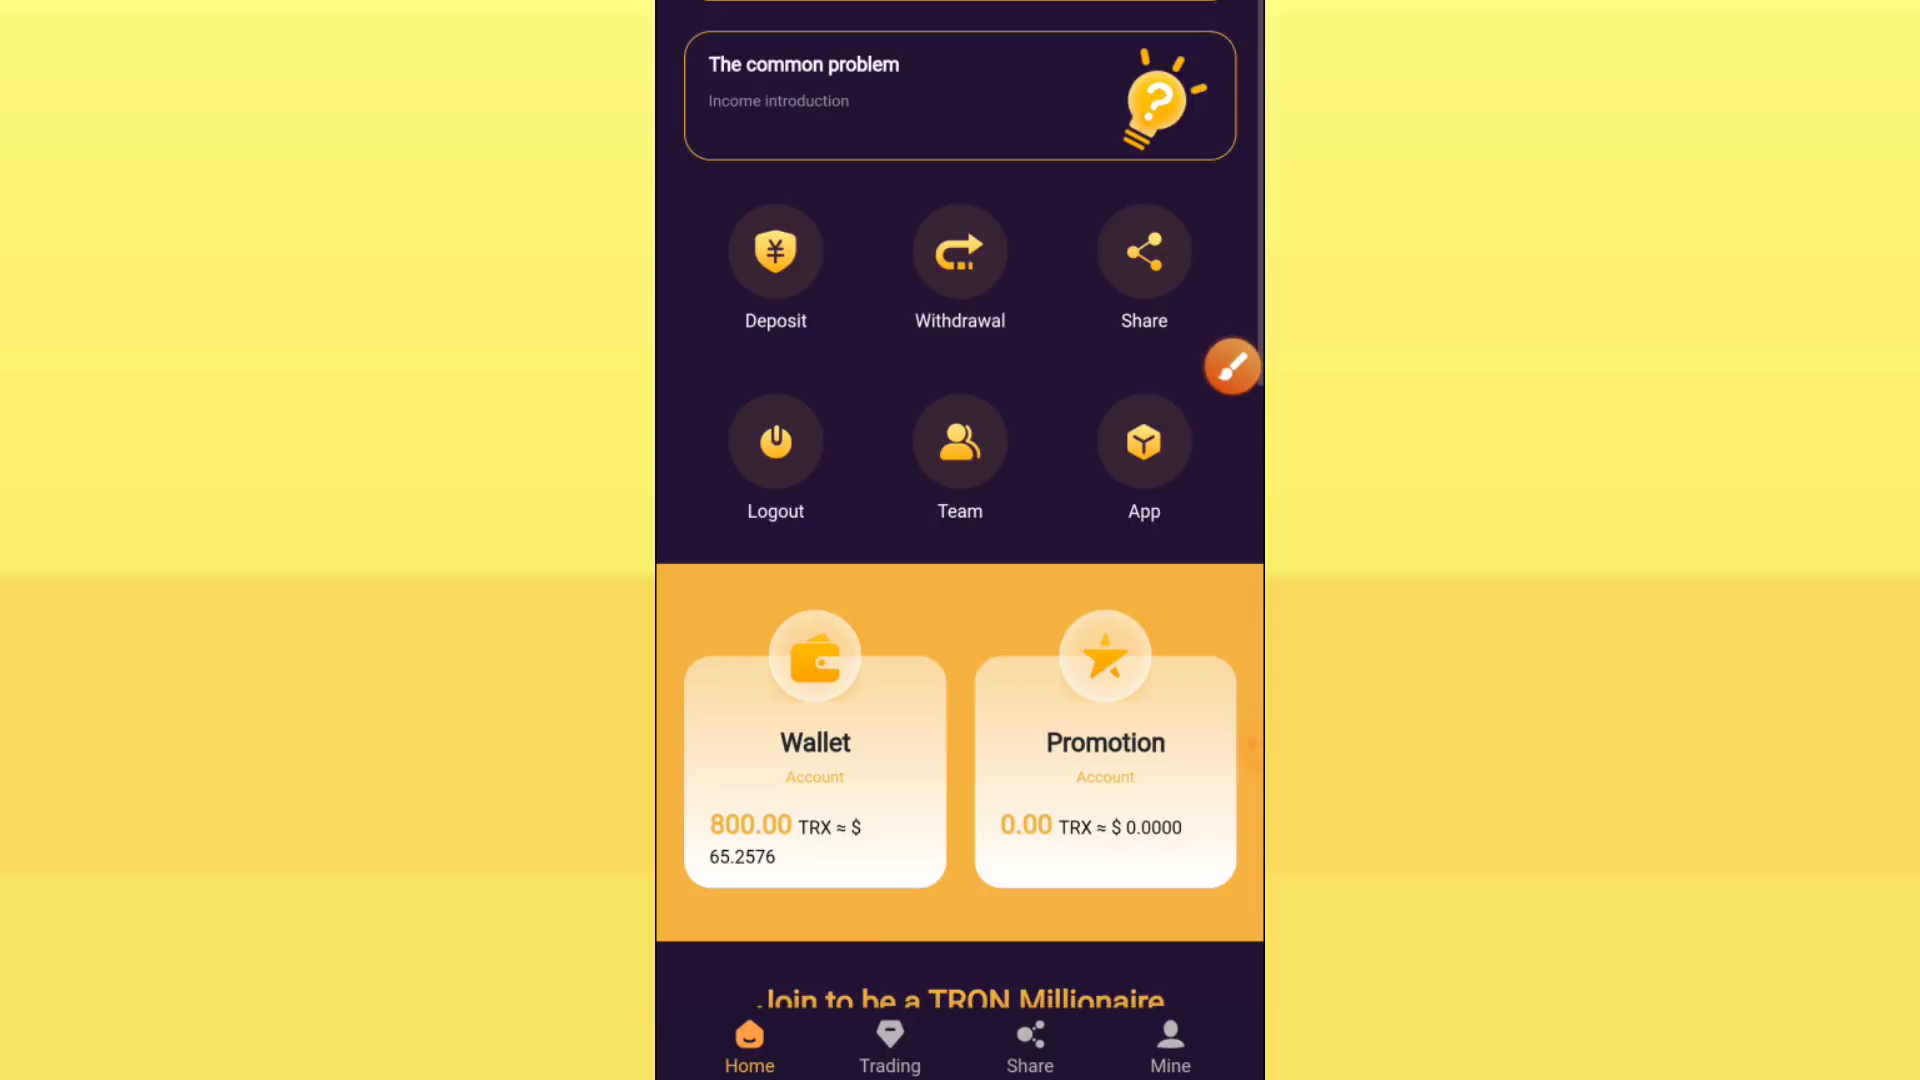 The common problem
Income introduction
Deposit
Withdrawal
Share
Logout
Team
App
Wallet
Account
800.00 TRX ≈ $
65.2576
Promotion
Account
0.00 TRX ≈ $ 0.0000
Join to be a TRON Millionaire
Home
Trading
Share
Mine